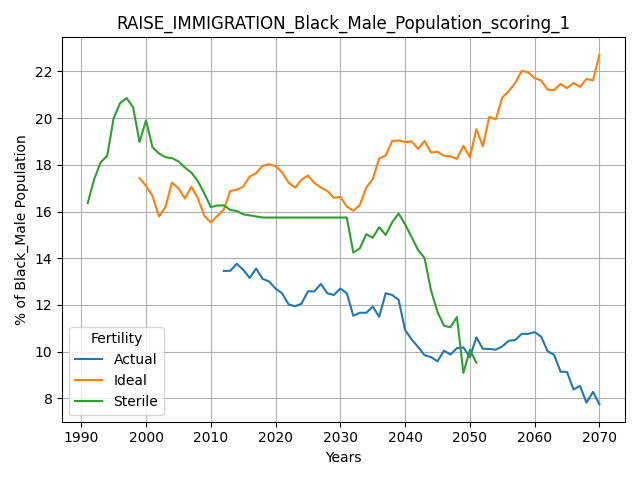 RAISE_IMMIGRATION_Black_Male_Population_scoring_1
% of Black_Male Population
22
20
18
16
14
12
10
8
Fertility
Actual
Ideal
Sterile
1990 2000 2010 2020 2030 2040 2050 2060 2070
Years